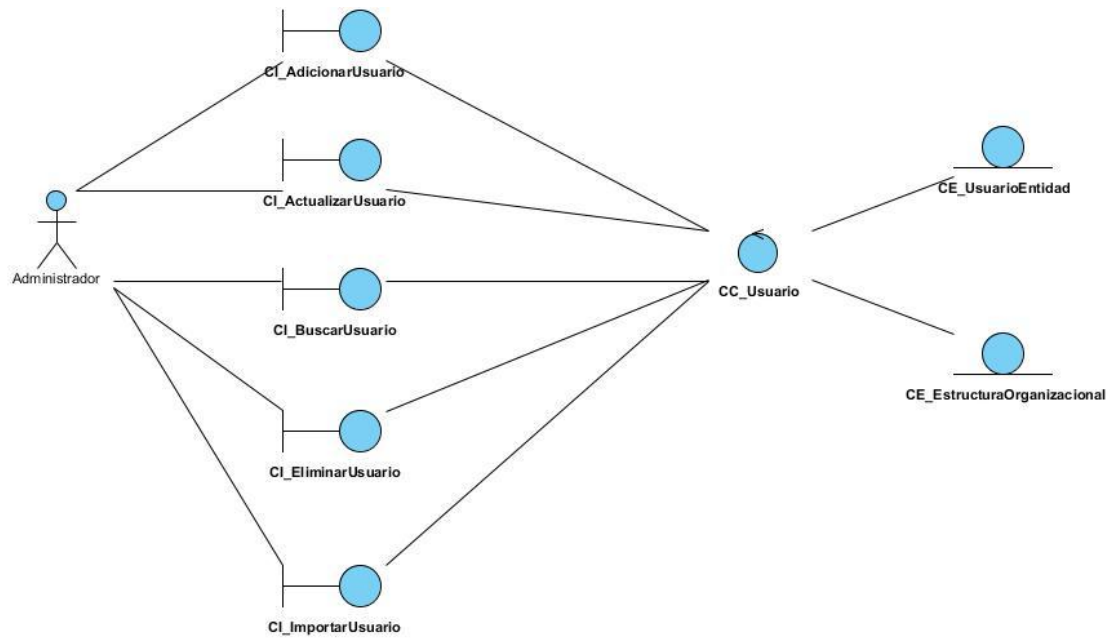 CI_AdicionarUsuario
CI_ActualizarUsuario
CE_UsuarioEntidad
Administrador
CI_BuscarUsuario
CC_Usuario
CE_EstructuraOrganizacional
CI_EliminarUsuario
CI_ImportarUsuario